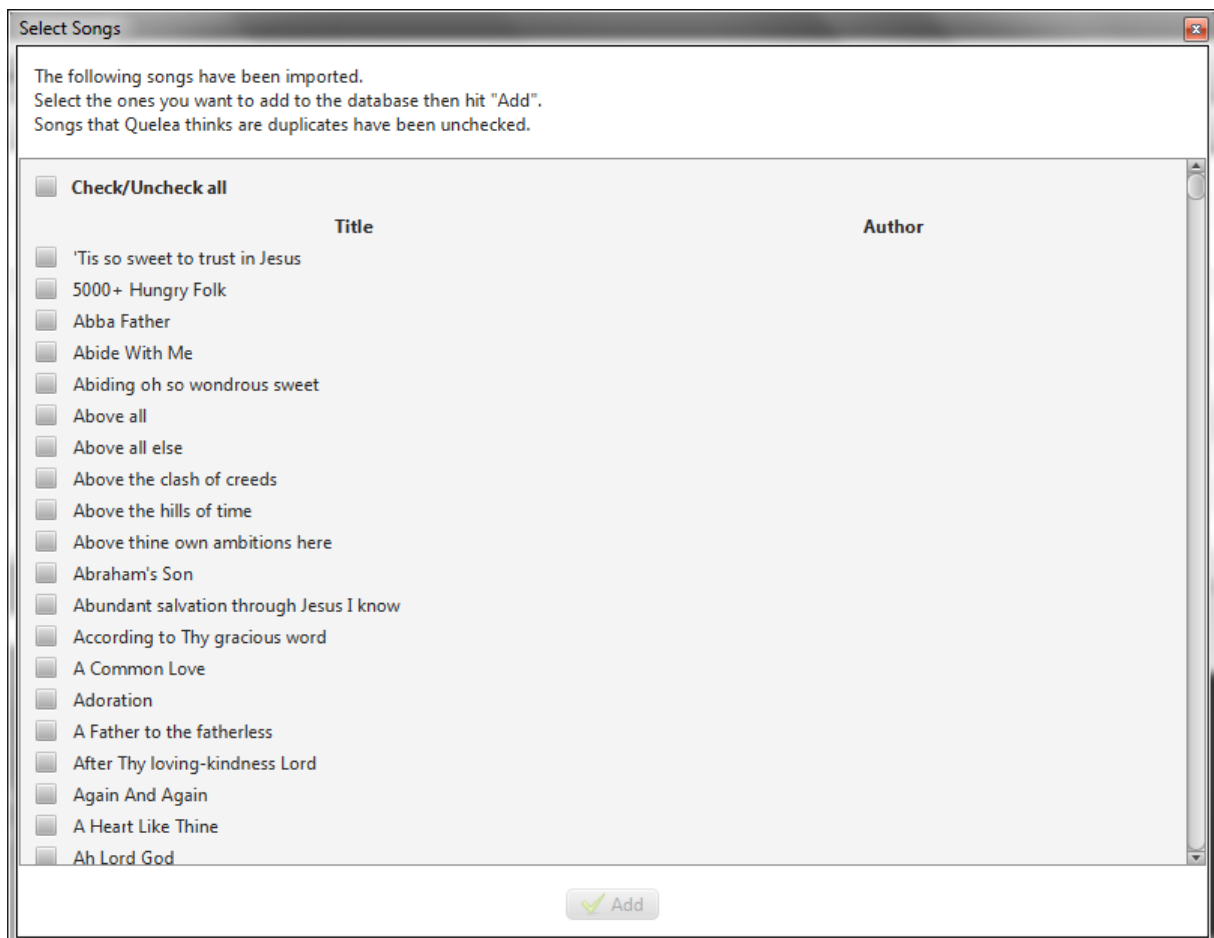 Select Songs
The following songs have been imported.
Select the ones you want to add to the database then hit "Add".
Songs that Quelea thinks are duplicates have been unchecked.
Check/Uncheck all
Title Author
'Tis so sweet to trust in Jesus
5000+ Hungry Folk
Abba Father
Abide With Me
Abiding oh so wondrous sweet
Above all
Above all else
Above the clash of creeds
Above the hills of time
Above thine own ambitions here
Abraham's Son
Abundant salvation through Jesus I know
According to Thy gracious word
A Common Love
Adoration
A Father to the fatherless
After Thy loving-kindness Lord
Again And Again
A Heart Like Thine
Ah Lord God
Add